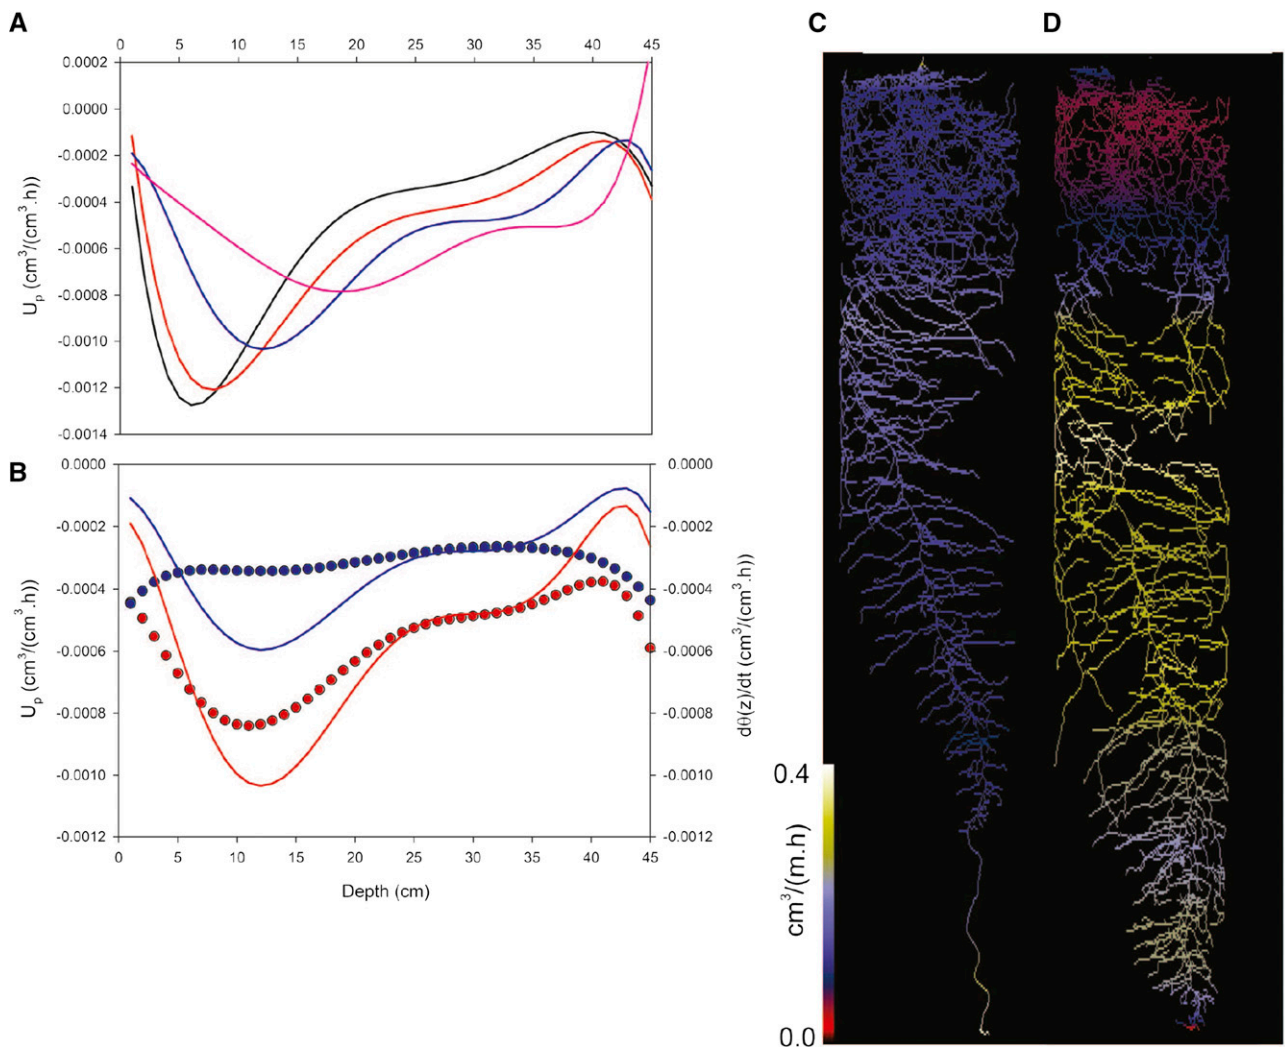 A
0 5 10 15 20 25 30 35 40 45
0.0002
0.0000
-0.0002
-0.0004
-0.0006
-0.0008
-0.0010
-0.0012
-0.0014
Up (cm3/(cm3.h))
B
0.0000 0.0000
-0.0002 -0.0002
-0.0004 -0.0004
-0.0006 -0.0006
-0.0008 -0.0008
-0.0010 -0.0010
-0.0012 -0.0012
Up (cm3/(cm3.h))
dθ(z)/dt (cm3/(cm3.h))
0 5 10 15 20 25 30 35 40 45
Depth (cm)
C D
0.4
cm3/(m.h)
0.0